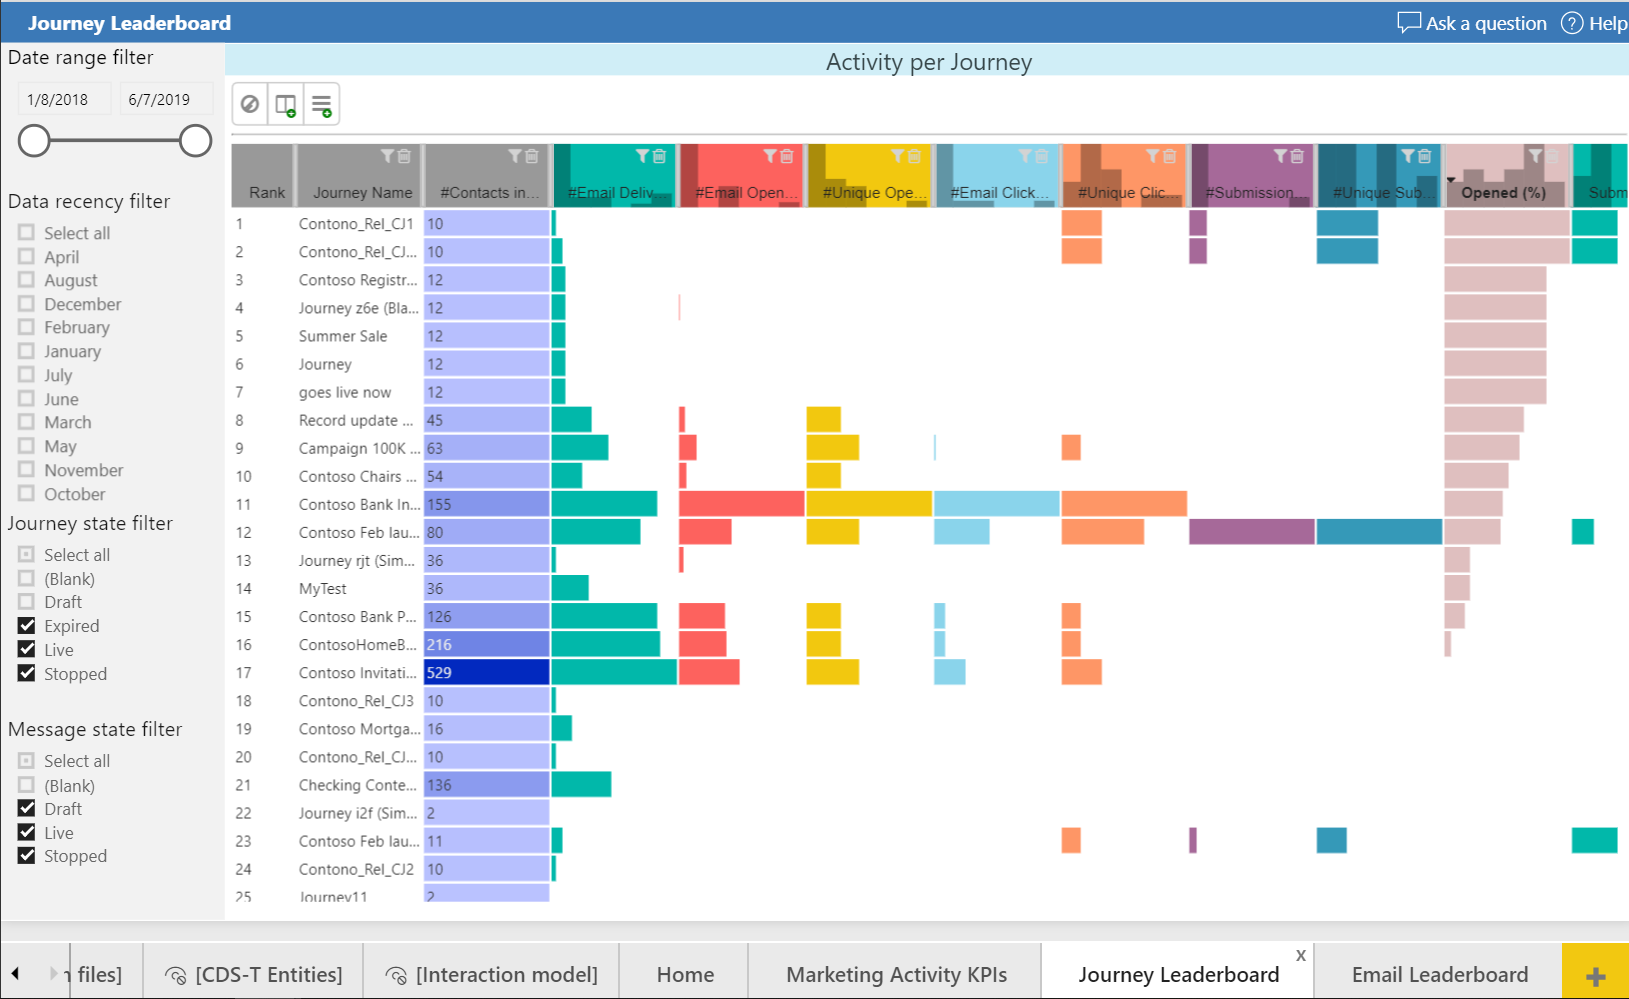 Journey Leaderboard
Ask a question
Help
Date range filter
1/8/2018
6/7/2019
Data recency filter
Select all
April
August
December
February
January
July
June
March
May
November
October
Journey state filter
Select all
(Blank)
Draft
Expired
Live
Stopped
Message state filter
Select all
(Blank)
Draft
Live
Stopped
Activity per Journey
Rank Journey Name #Contacts in... #Email Deliv... #Email Open... #Unique Ope... #Email Click... #Unique Clic... #Submission... #Unique Sub... Opened (%) Subm
1 Contono_Rel_CJ1 10
2 Contono_Rel_CJ... 10
3 Contoso Registr... 12
4 Journey z6e (Bla... 12
5 Summer Sale 12
6 Journey 12
7 goes live now 12
8 Record update ... 45
9 Campaign 100K ... 63
10 Contoso Chairs ... 54
11 Contoso Bank In... 155
12 Contoso Feb lau... 80
13 Journey rjt (Sim... 36
14 MyTest 36
15 Contoso Bank P... 126
16 ContosoHomeB... 216
17 Contoso Invitati... 529
18 Contono_Rel_CJ3 10
19 Contoso Mortga... 16
20 Contono_Rel_CJ... 10
21 Checking Conte... 136
22 Journey i2f (Sim... 2
23 Contoso Feb lau... 11
24 Contono_Rel_CJ2 10
25 Journey11 2
files]
[CDS-T Entities]
[Interaction model]
Home
Marketing Activity KPIs
Journey Leaderboard
X
Email Leaderboard
+